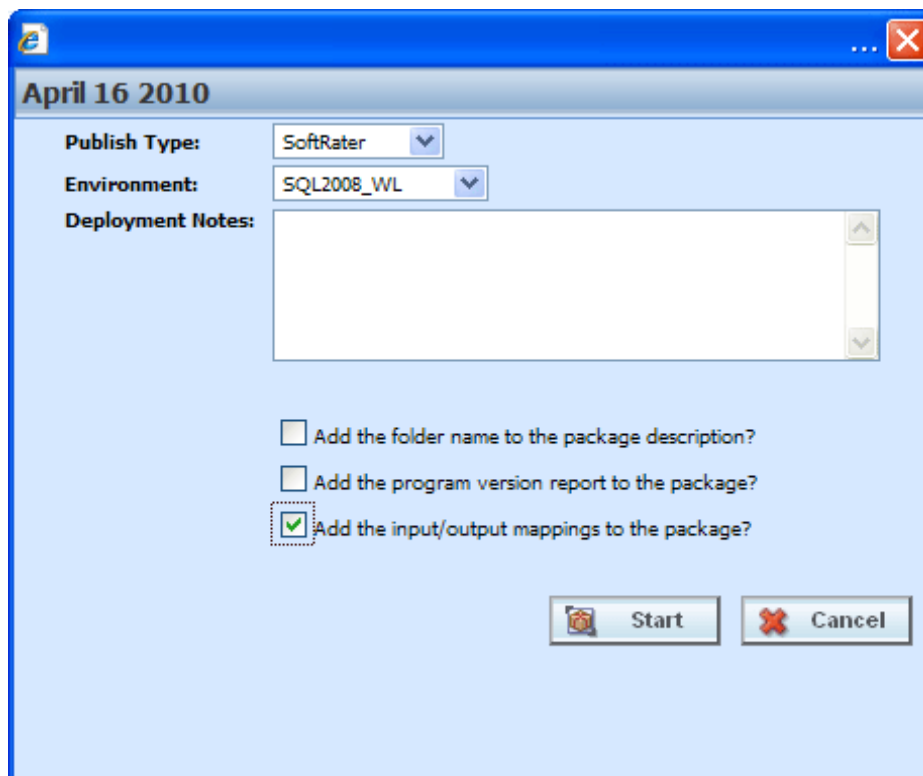 ...
April 16 2010
Publish Type: SoftRater
Environment: SQL2008_WL
Deployment Notes:
Add the folder name to the package description?
Add the program version report to the package?
Add the input/output mappings to the package?
Start Cancel